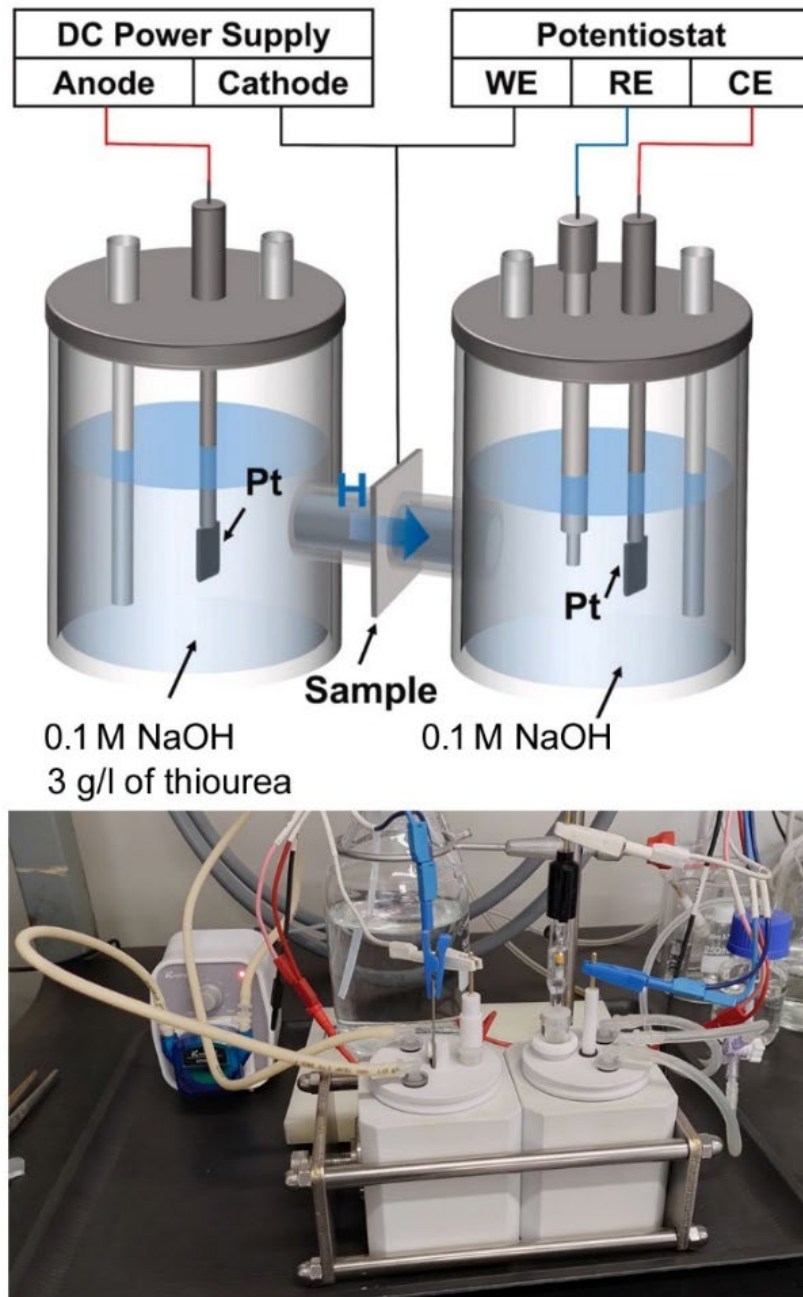 DC Power Supply
Anode Cathode
Potentiostat
WE RE CE
Pt
H
Pt
Sample
0.1 M NaOH
3 g/l of thiourea
0.1 M NaOH